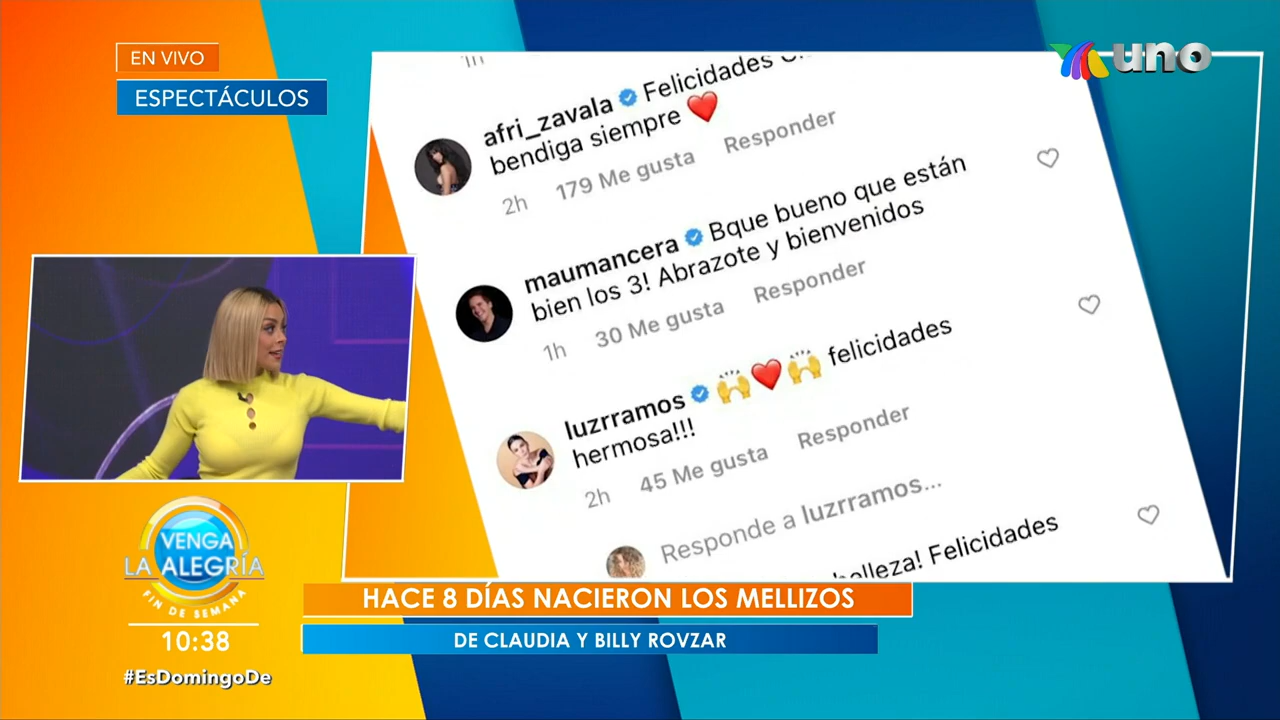 EN VIVO
ESPECTÁCULOS
uno
1h
afri_zavala Felicidades
bendiga siempre ❤️
2h 179 Me gusta Responder
maumancera Bque bueno que están
bien los 3! Abrazote y bienvenidos
1h 30 Me gusta Responder
luzrramos 🙌❤️🙌 felicidades
hermosa!!!
2h 45 Me gusta Responder
Responde a luzrramos...
belleza! Felicidades
VENGA
LA ALEGRÍA
FIN DE SEMANA
10:38
#EsDomingoDe
HACE 8 DÍAS NACIERON LOS MELLIZOS
DE CLAUDIA Y BILLY ROVZAR